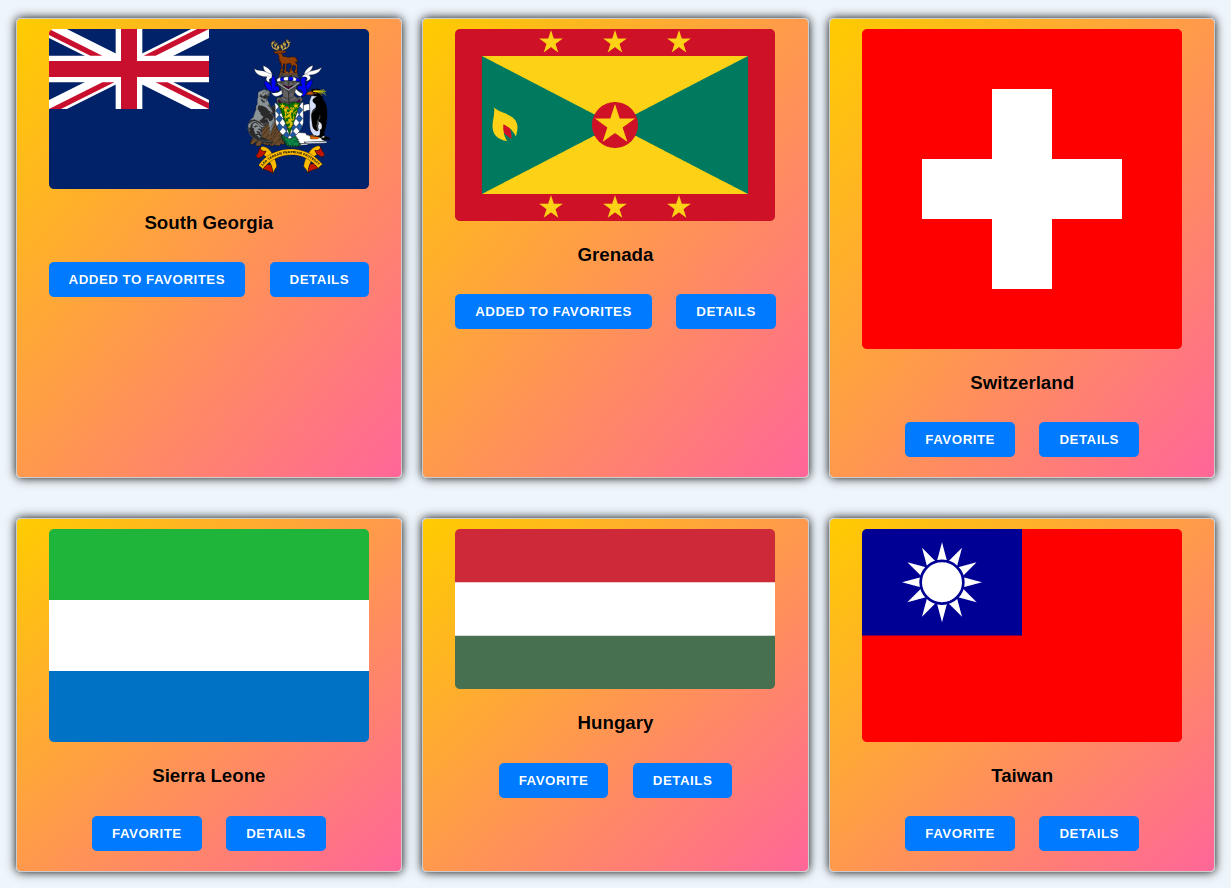 South Georgia
ADDED TO FAVORITES DETAILS
Grenada
ADDED TO FAVORITES DETAILS
Switzerland
FAVORITE DETAILS
Sierra Leone
FAVORITE DETAILS
Hungary
FAVORITE DETAILS
Taiwan
FAVORITE DETAILS